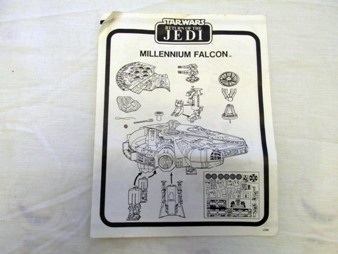 STAR WARS
RETURN OF THE
JEDI
MILLENNIUM FALCON